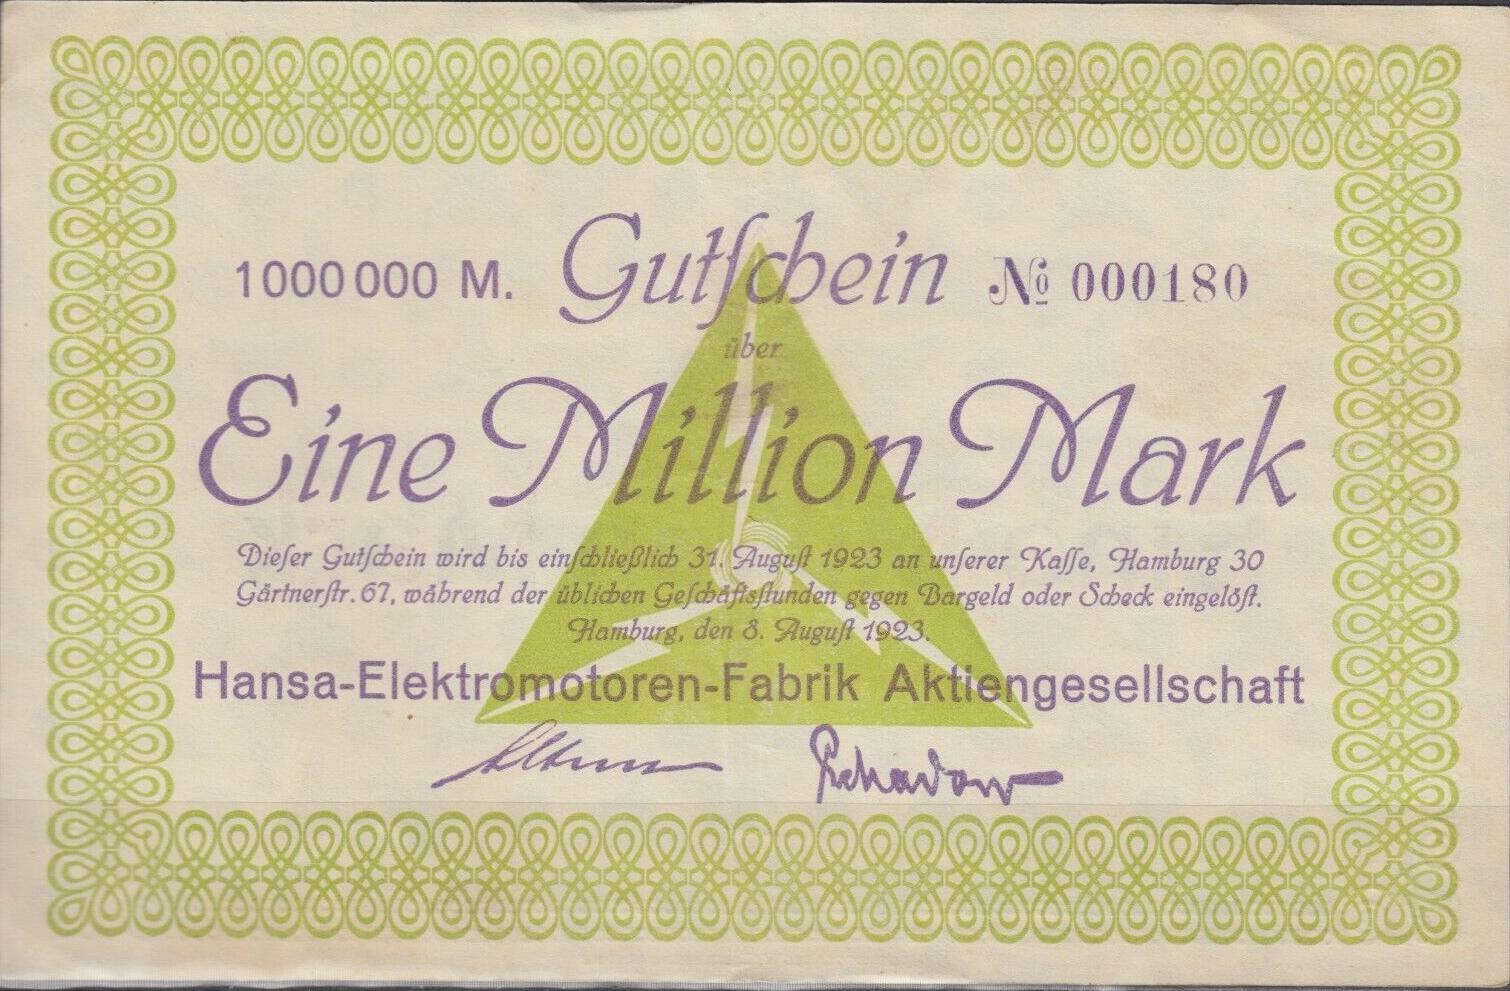 1000000 M. Gutschein № 000180
über
Eine Million Mark
Dieser Gutschein wird bis einschließlich 31. August 1923 an unserer Kasse, Hamburg 30
Gärtnerstr. 67, während der üblichen Geschäftsstunden gegen Bargeld oder Scheck eingelöst.
Hamburg, den 8. August 1923.
Hansa-Elektromotoren-Fabrik Aktiengesellschaft
Schadow